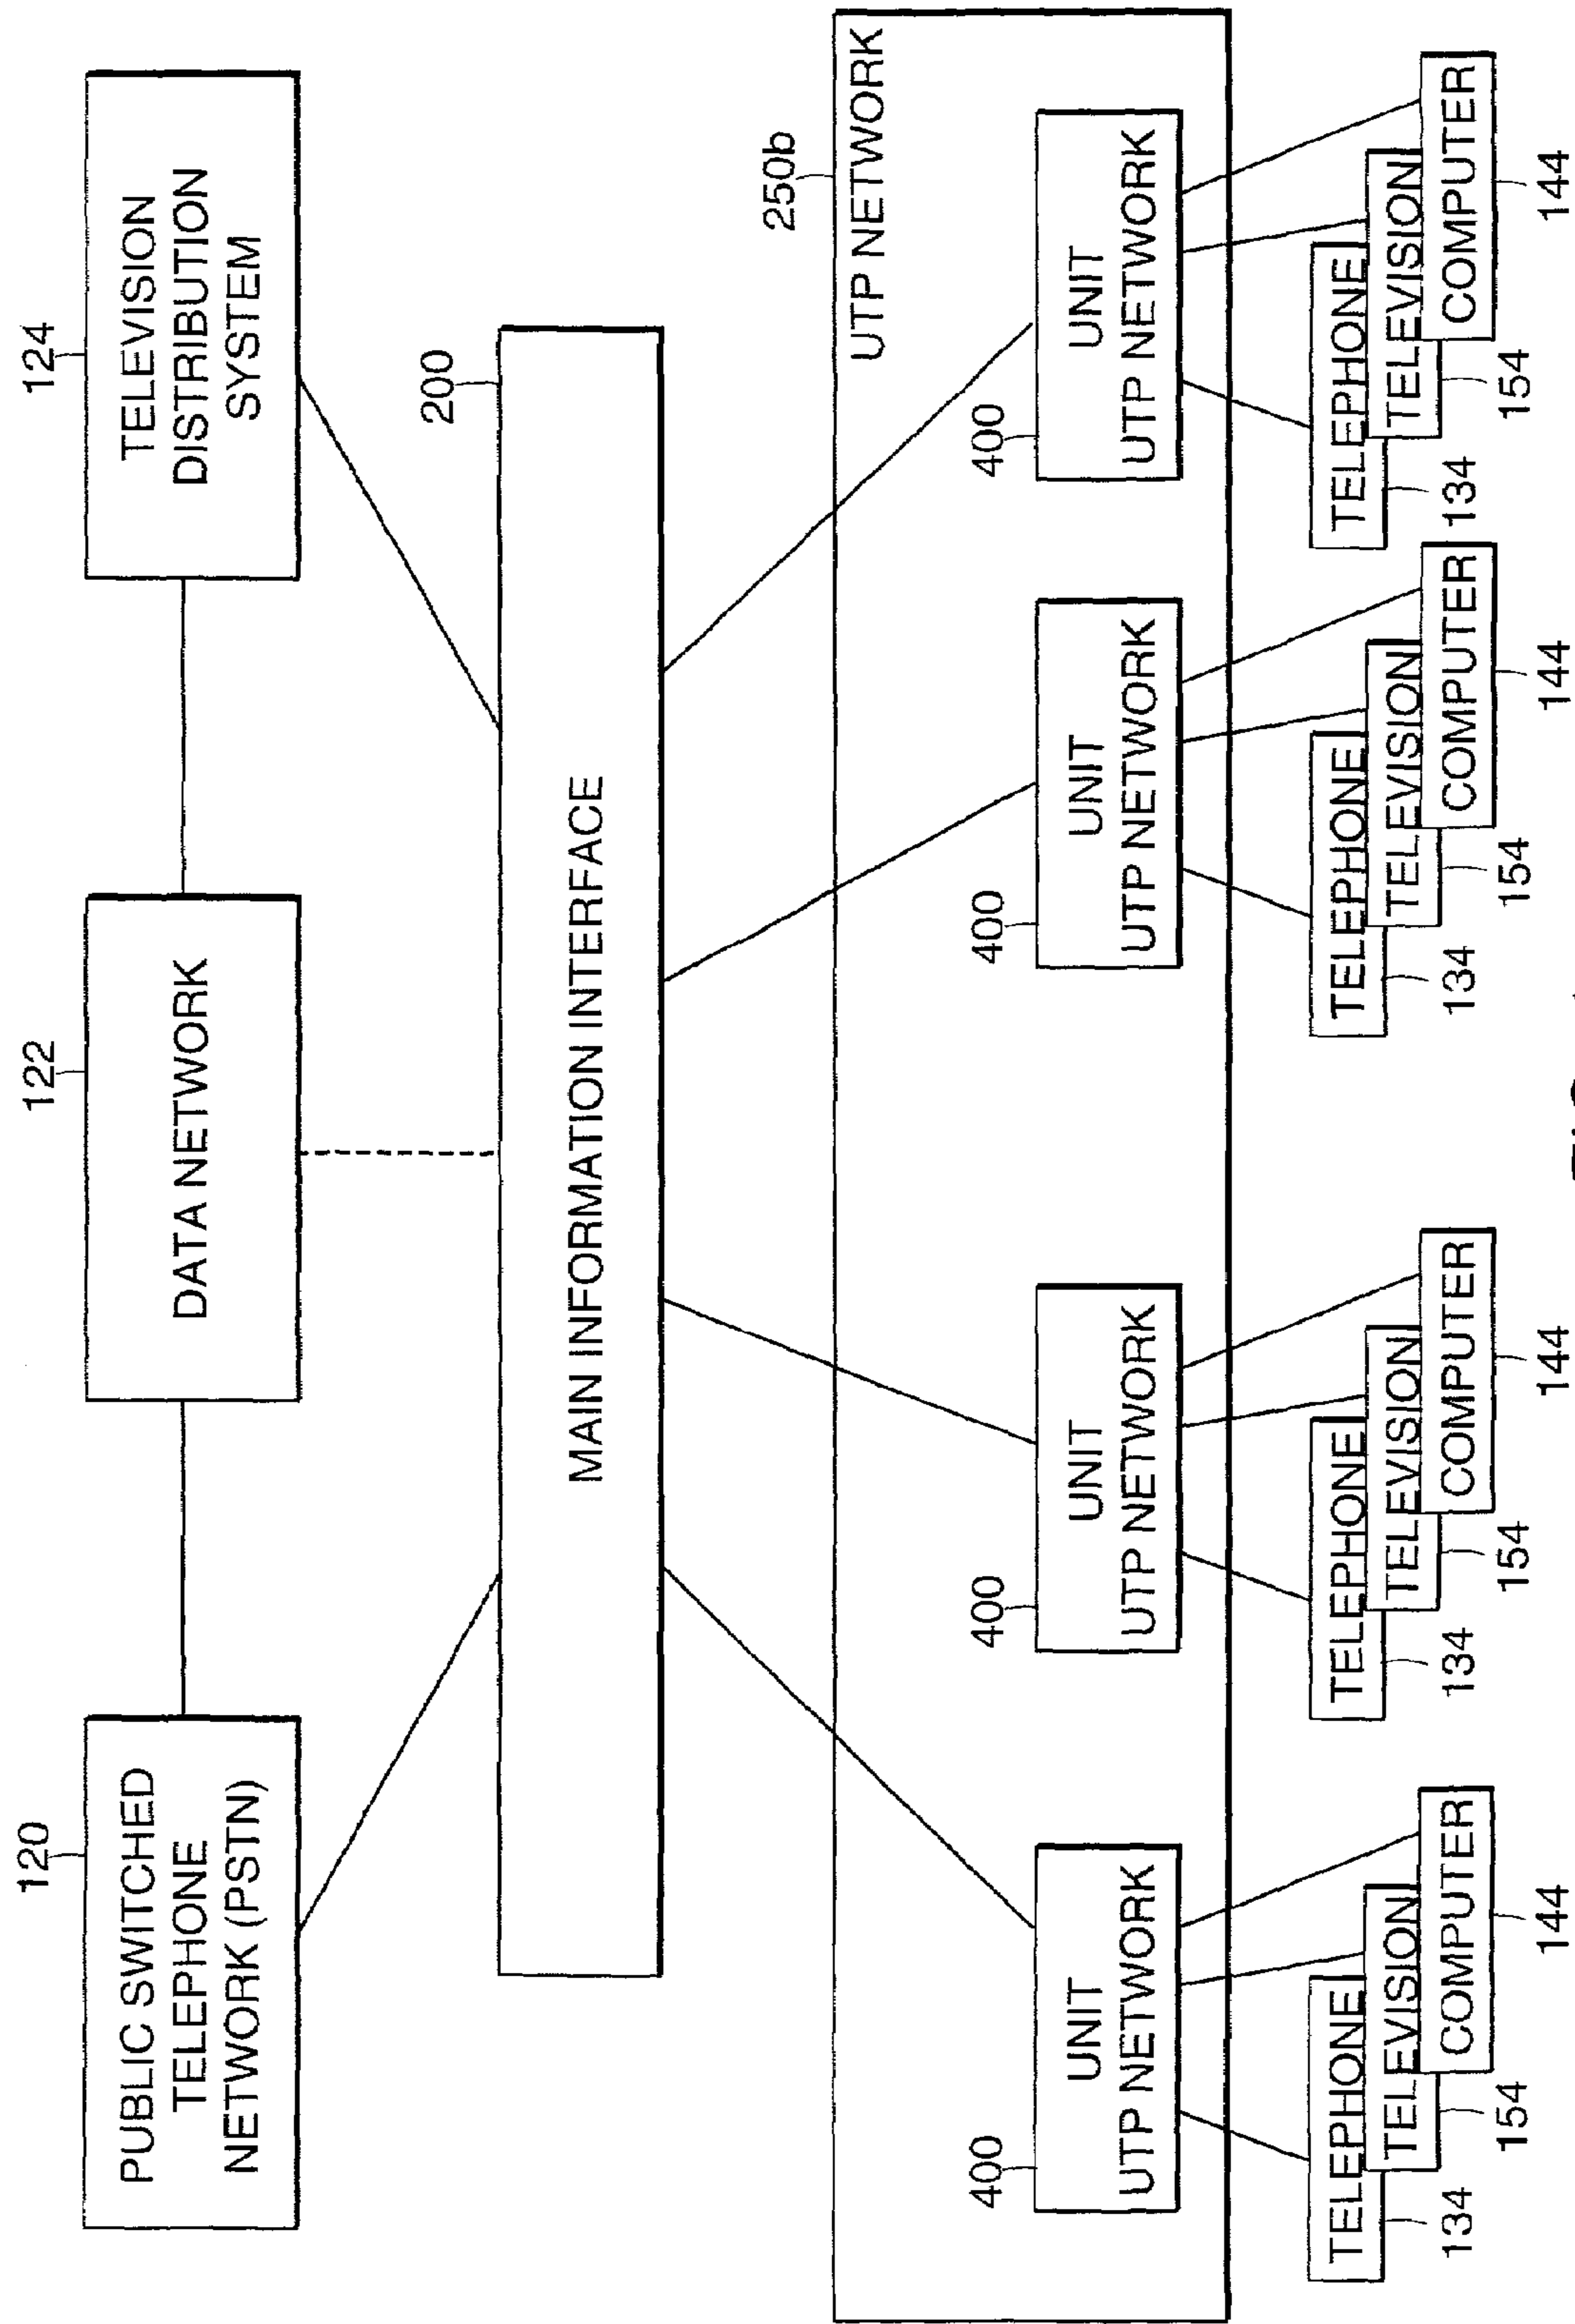 120
PUBLIC SWITCHED
TELEPHONE
NETWORK (PSTN)
122
DATA NETWORK
124
TELEVISION
DISTRIBUTION
SYSTEM
200
MAIN INFORMATION INTERFACE
250b
UTP NETWORK
400
UNIT
UTP NETWORK
400
UNIT
UTP NETWORK
400
UNIT
UTP NETWORK
400
UNIT
UTP NETWORK
TELEPHONE
TELEVISION
COMPUTER
134
154
144
TELEPHONE
TELEVISION
COMPUTER
134
154
144
TELEPHONE
TELEVISION
COMPUTER
134
154
144
TELEPHONE
TELEVISION
COMPUTER
134
154
144